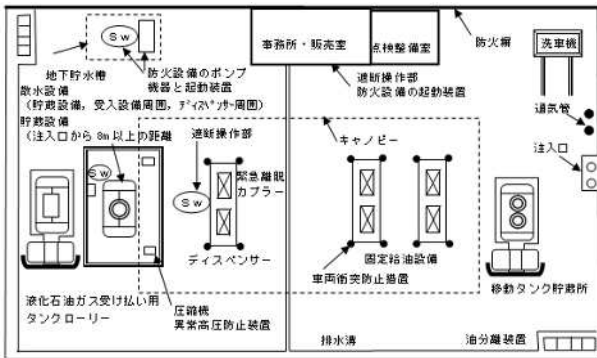 Sw
事務所・販売室
点検整備室
防火塀
洗車機
地下貯水槽
防火設備のポンプ
機器と起動装置
遮断操作部
防火設備の起動装置
散水設備
(貯蔵設備，受入設備周囲，ディスペンサー周囲)
通気管
貯蔵設備
(注入口から8m以上の距離
遮断操作部
キャノピー
注入口
Sw
緊急離脱
カプラー
Sw
ディスペンサー
固定給油設備
車両衝突防止措置
移動タンク貯蔵所
液化石油ガス受け払い用
タンクローリー
圧縮機
異常高圧防止装置
排水溝
油分離装置